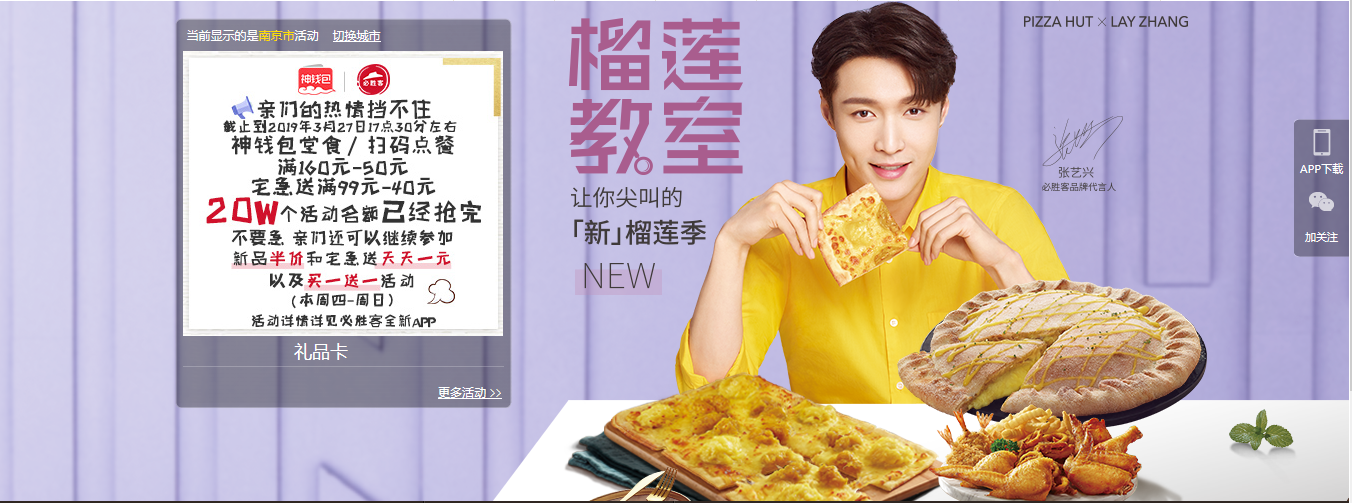 当前显示的是南京市活动 切换城市
神钱包 必胜客
亲们的热情挡不住
截止到2019年3月27日17点30分左右
神钱包堂食/扫码点餐
满160元-50元
宅急送满99元-40元
20W个活动名额已经抢完
不要急 亲们还可以继续参加
新品半价和宅急送天天一元
以及买一送一活动
(本周四-周日)
活动详情详见必胜客全新APP
礼品卡
更多活动 >>
榴莲
教室
让你尖叫的
「新」榴莲季
NEW
PIZZA HUT × LAY ZHANG
张艺兴
必胜客品牌代言人
APP下载
加关注